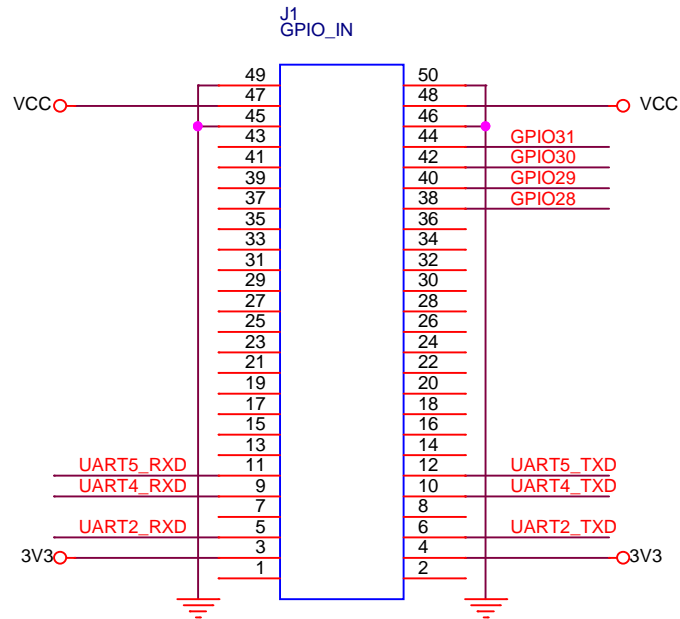 J1
GPIO_IN
49 50
VCC 47 48 VCC
45 46
43 44 GPIO31
41 42 GPIO30
39 40 GPIO29
37 38 GPIO28
35 36
33 34
31 32
29 30
27 28
25 26
23 24
21 22
19 20
17 18
15 16
13 14
UART5_RXD 11 12 UART5_TXD
UART4_RXD 9 10 UART4_TXD
7 8
UART2_RXD 5 6 UART2_TXD
3V3 3 4 3V3
1 2